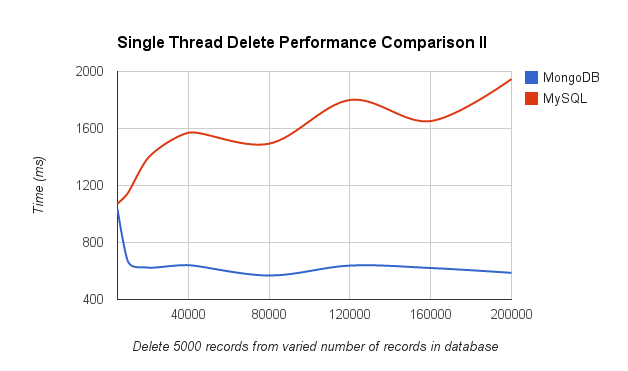 Single Thread Delete Performance Comparison II
2000
1600
1200
800
400
Time (ms)
40000 80000 120000 160000 200000
Delete 5000 records from varied number of records in database
MongoDB
MySQL